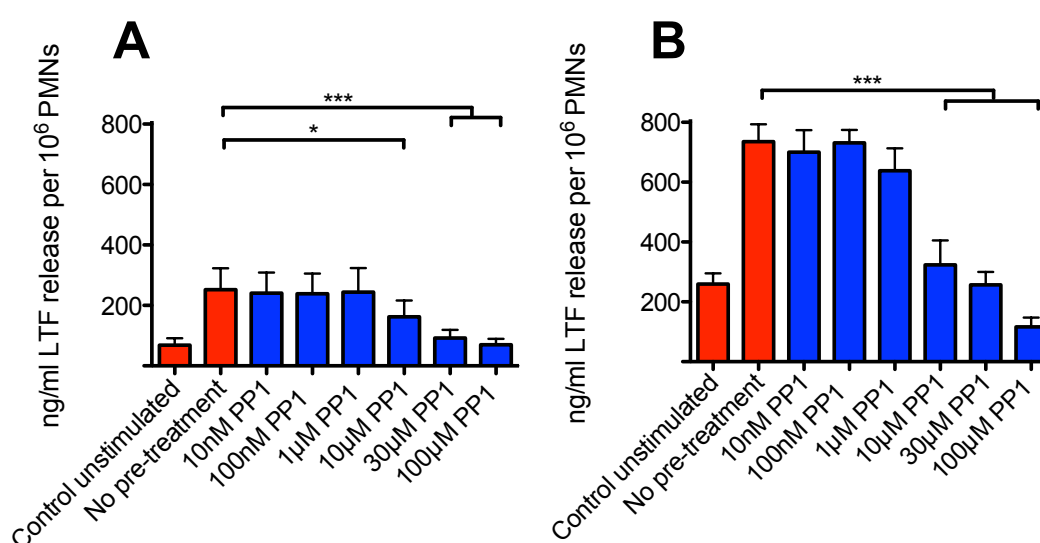 A
ng/ml LTF release per 10⁶ PMNs
***
*
800
600
400
200
Control unstimulated
No pre-treatment
10nM PP1
100nM PP1
1µM PP1
10µM PP1
30µM PP1
100µM PP1
B
ng/ml LTF release per 10⁶ PMNs
***
800
600
400
200
Control unstimulated
No pre-treatment
10nM PP1
100nM PP1
1µM PP1
10µM PP1
30µM PP1
100µM PP1